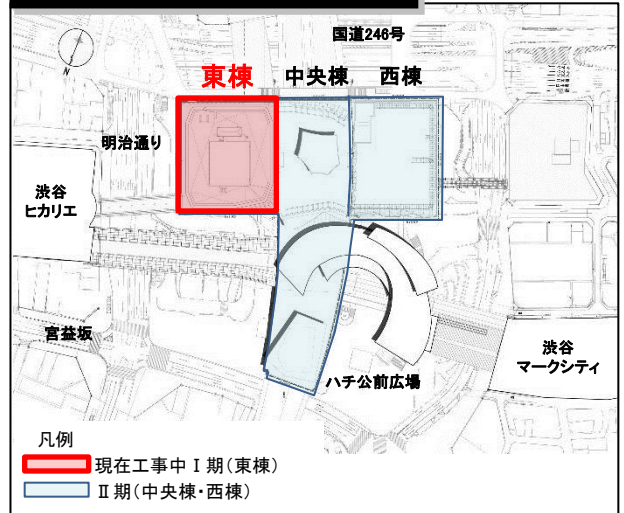 国道246号
N
東棟 中央棟 西棟
明治通り
渋谷
ヒカリエ
宮益坂
渋谷
マークシティ
ハチ公前広場
凡例
現在工事中Ⅰ期(東棟)
Ⅱ期(中央棟・西棟)